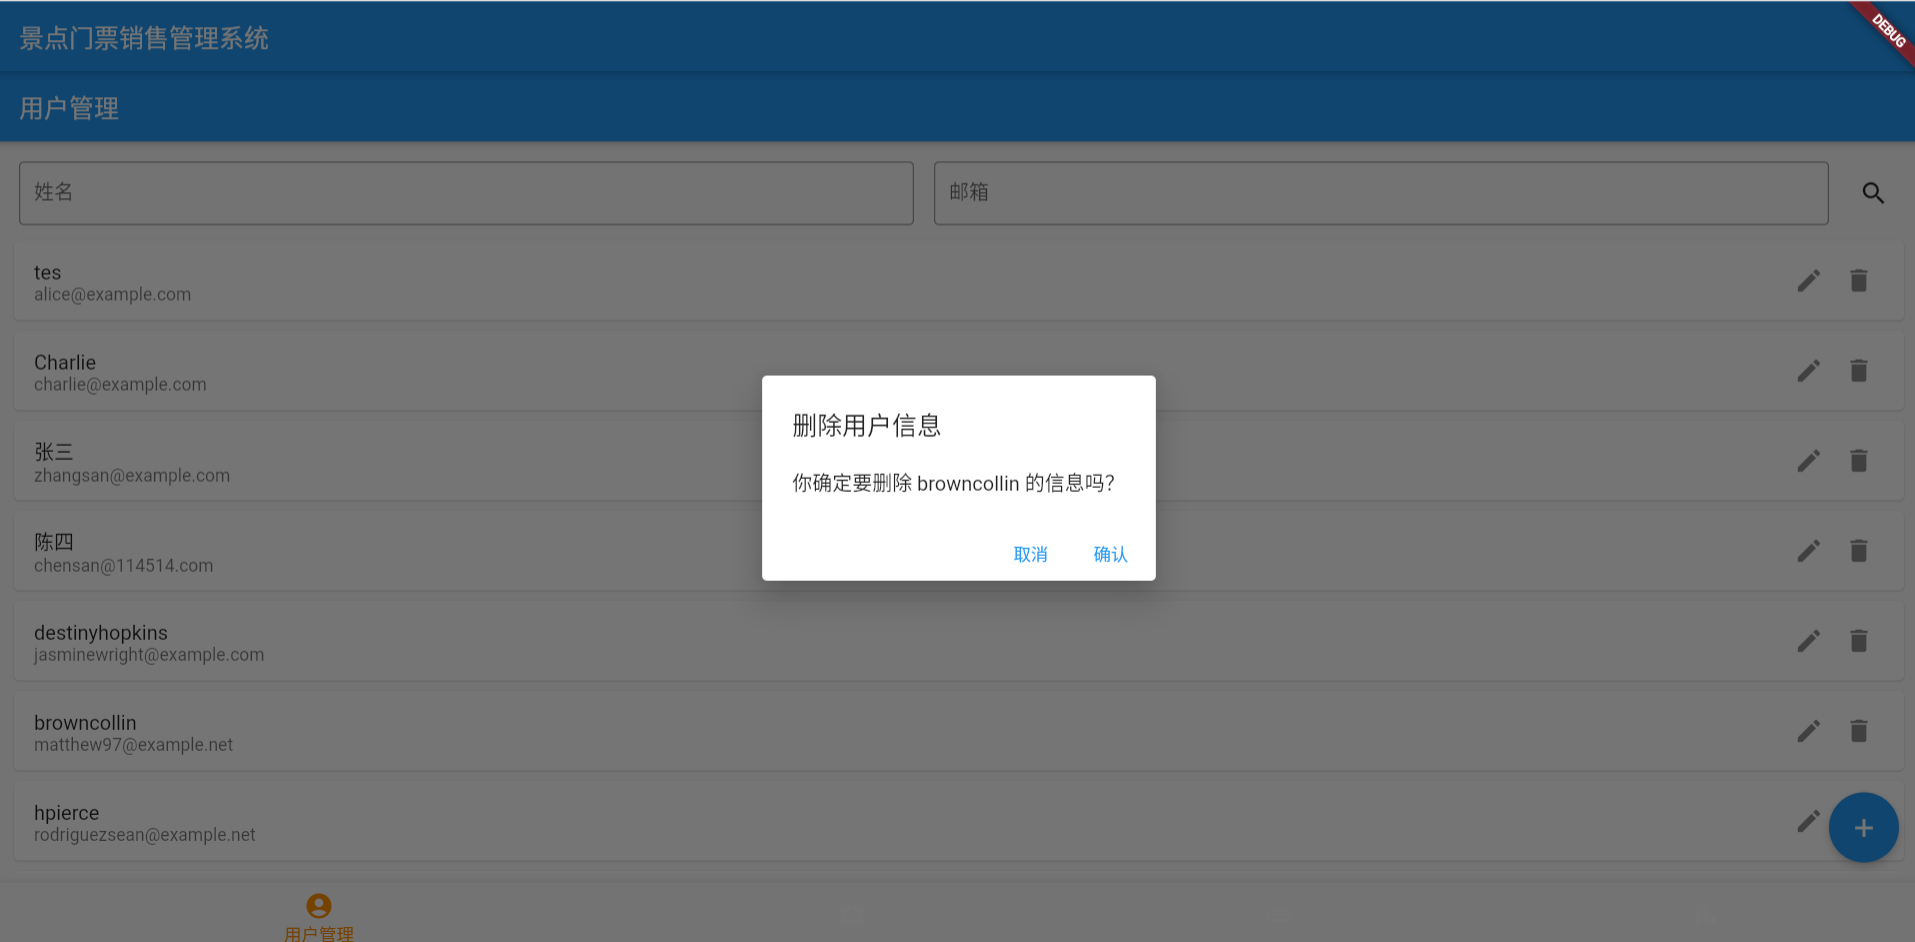 景点门票销售管理系统
DEBUG
用户管理
姓名
邮箱
tes
alice@example.com
Charlie
charlie@example.com
张三
zhangsan@example.com
陈四
chensan@114514.com
destinyhopkins
jasminewright@example.com
browncollin
matthew97@example.net
hpierce
rodriguezsean@example.net
删除用户信息
你确定要删除 browncollin 的信息吗?
取消
确认
用户管理